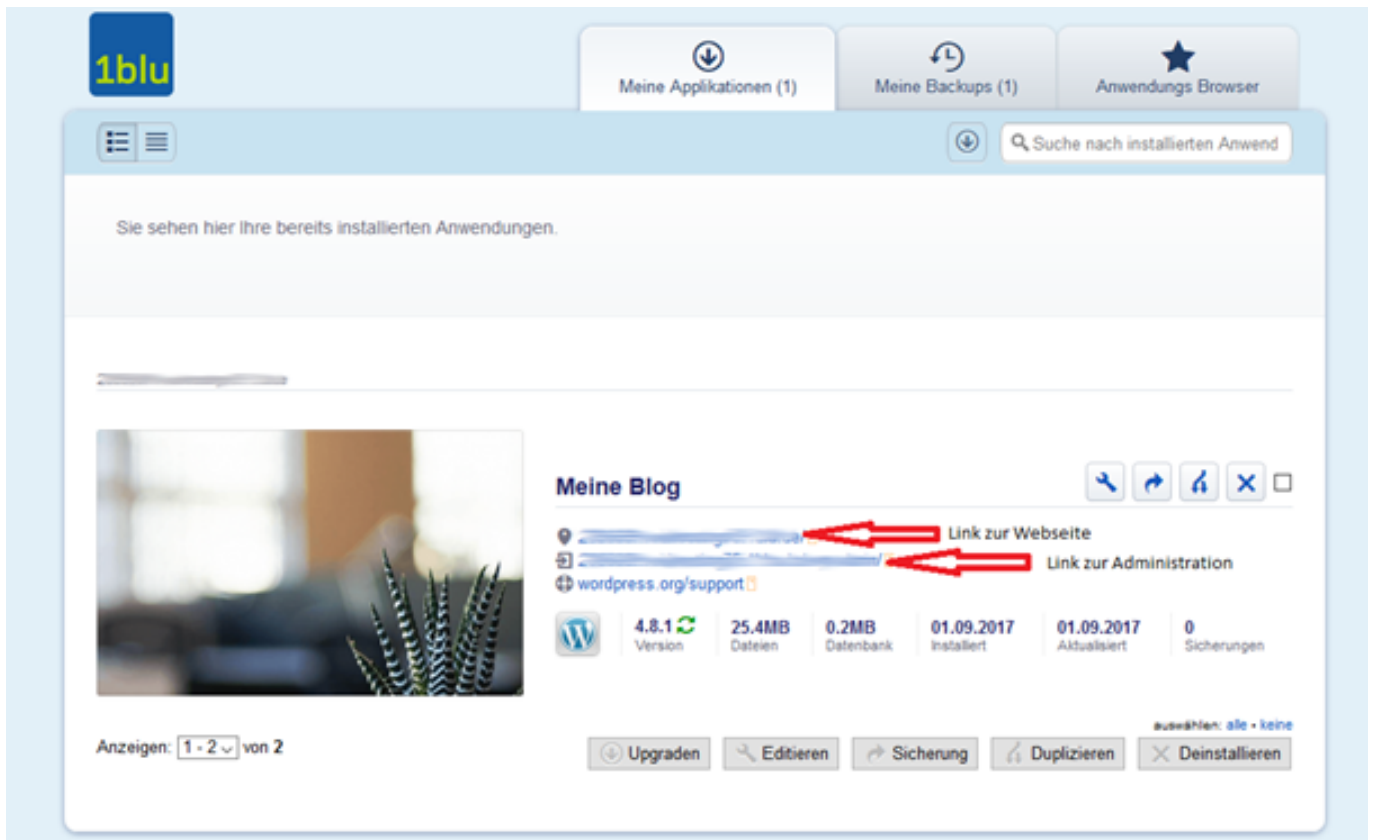 1blu
Meine Applikationen (1)
Meine Backups (1)
Anwendungs Browser
Suche nach installierten Anwend
Sie sehen hier Ihre bereits installierten Anwendungen.
Meine Blog
Link zur Webseite
Link zur Administration
wordpress.org/support
4.8.1 25.4MB 0.2MB 01.09.2017 01.09.2017 0
Version Dateien Datenbank Installiert Aktualisiert Sicherungen
auswählen: alle • keine
Anzeigen: 1 - 2 von 2
Upgraden Editieren Sicherung Duplizieren Deinstallieren